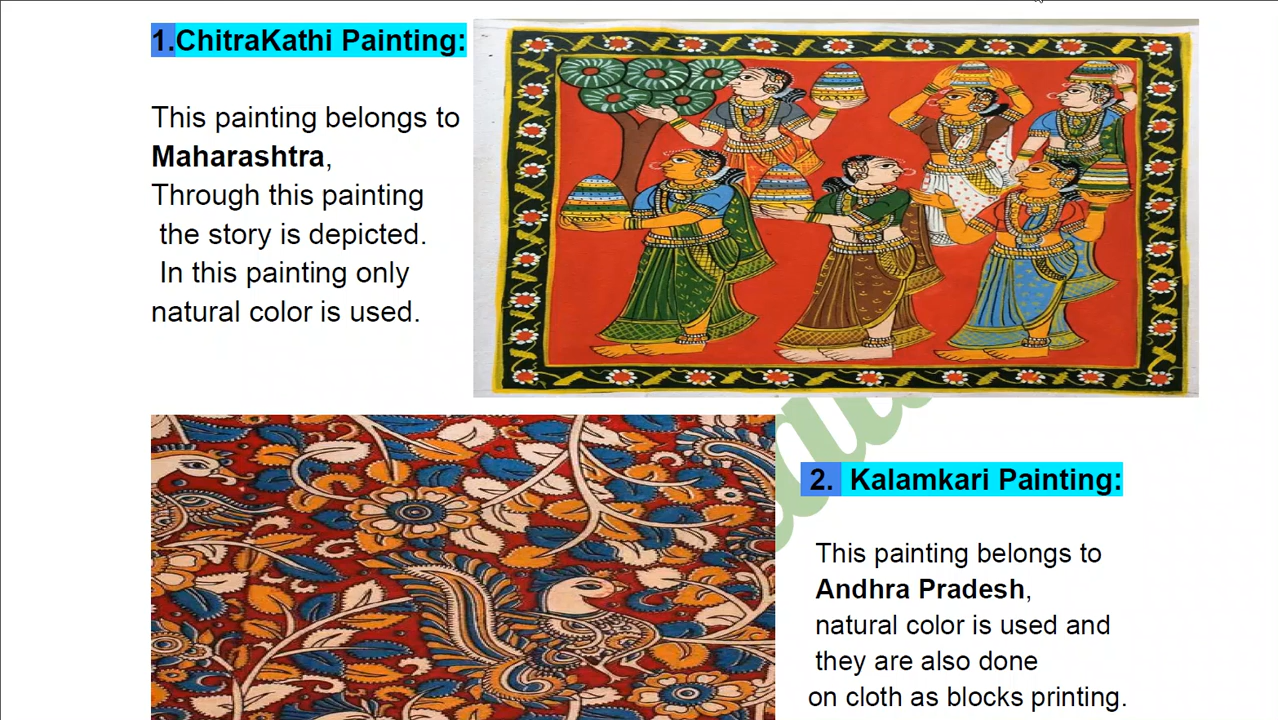 1.ChitraKathi Painting:
This painting belongs to
Maharashtra,
Through this painting
the story is depicted.
In this painting only
natural color is used.
2. Kalamkari Painting:
This painting belongs to
Andhra Pradesh,
natural color is used and
they are also done
on cloth as blocks printing.